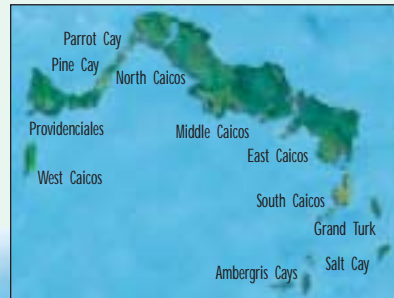 Parrot Cay
Pine Cay
North Caicos
Providenciales
Middle Caicos
East Caicos
West Caicos
South Caicos
Grand Turk
Salt Cay
Ambergris Cays